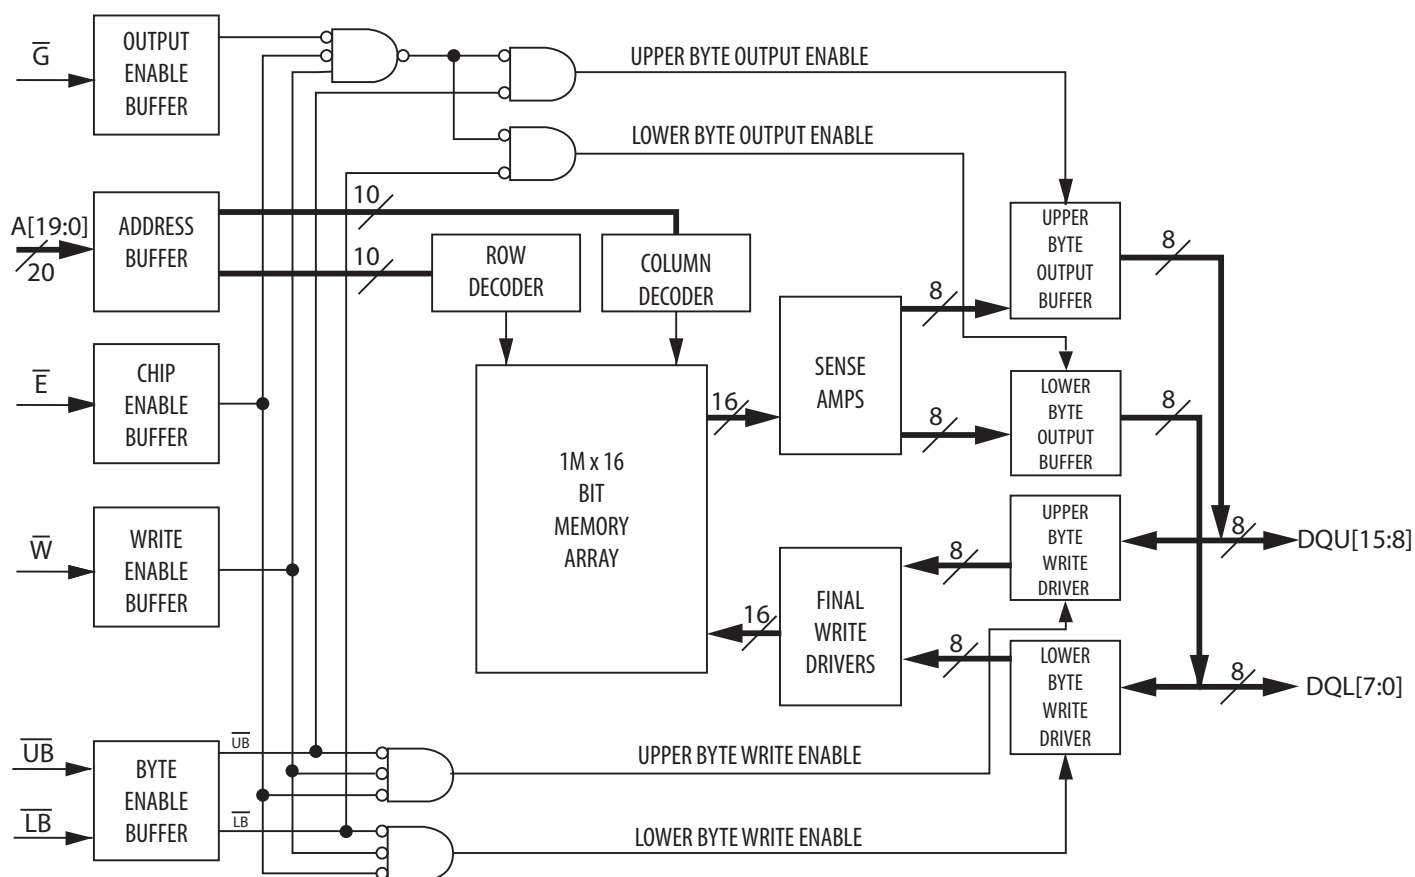 G̅
OUTPUT
ENABLE
BUFFER
UPPER BYTE OUTPUT ENABLE
LOWER BYTE OUTPUT ENABLE
A[19:0]
20
ADDRESS
BUFFER
10
10
ROW
DECODER
COLUMN
DECODER
UPPER
BYTE
OUTPUT
BUFFER
8
E̅
CHIP
ENABLE
BUFFER
1M x 16
BIT
MEMORY
ARRAY
16
SENSE
AMPS
8
8
LOWER
BYTE
OUTPUT
BUFFER
8
W̅
WRITE
ENABLE
BUFFER
16
FINAL
WRITE
DRIVERS
8
8
UPPER
BYTE
WRITE
DRIVER
8
DQU[15:8]
LOWER
BYTE
WRITE
DRIVER
8
DQL[7:0]
U̅B̅
L̅B̅
BYTE
ENABLE
BUFFER
U̅B̅
L̅B̅
UPPER BYTE WRITE ENABLE
LOWER BYTE WRITE ENABLE